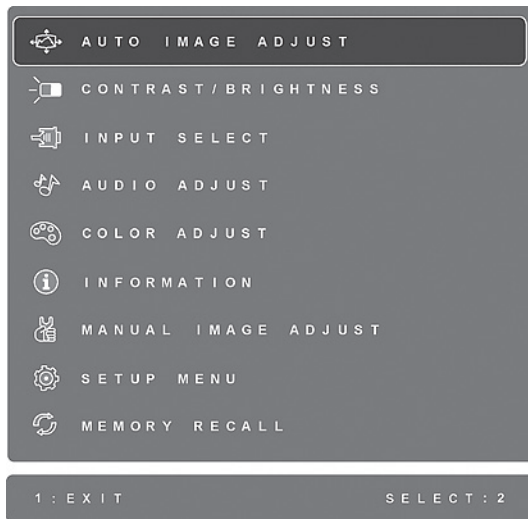 AUTO IMAGE ADJUST
CONTRAST/BRIGHTNESS
INPUT SELECT
AUDIO ADJUST
COLOR ADJUST
INFORMATION
MANUAL IMAGE ADJUST
SETUP MENU
MEMORY RECALL
1:EXIT SELECT:2